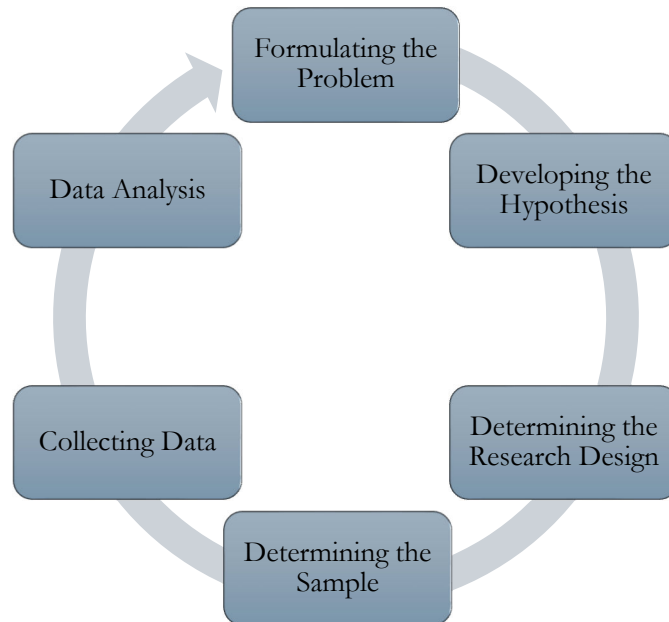 Formulating the
Problem
Developing the
Hypothesis
Determining the
Research Design
Determining the
Sample
Collecting Data
Data Analysis